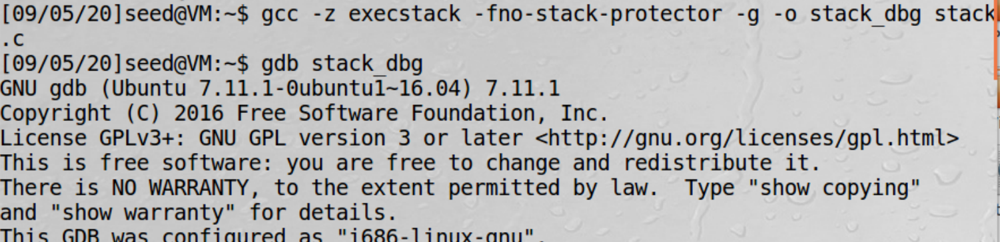 [09/05/20]seed@VM:~$ gcc -z execstack -fno-stack-protector -g -o stack_dbg stack
.c
[09/05/20]seed@VM:~$ gdb stack_dbg
GNU gdb (Ubuntu 7.11.1-0ubuntu1~16.04) 7.11.1
Copyright (C) 2016 Free Software Foundation, Inc.
License GPLv3+: GNU GPL version 3 or later <http://gnu.org/licenses/gpl.html>
This is free software: you are free to change and redistribute it.
There is NO WARRANTY, to the extent permitted by law.  Type "show copying"
and "show warranty" for details.
This GDB was configured as "i686-linux-gnu".